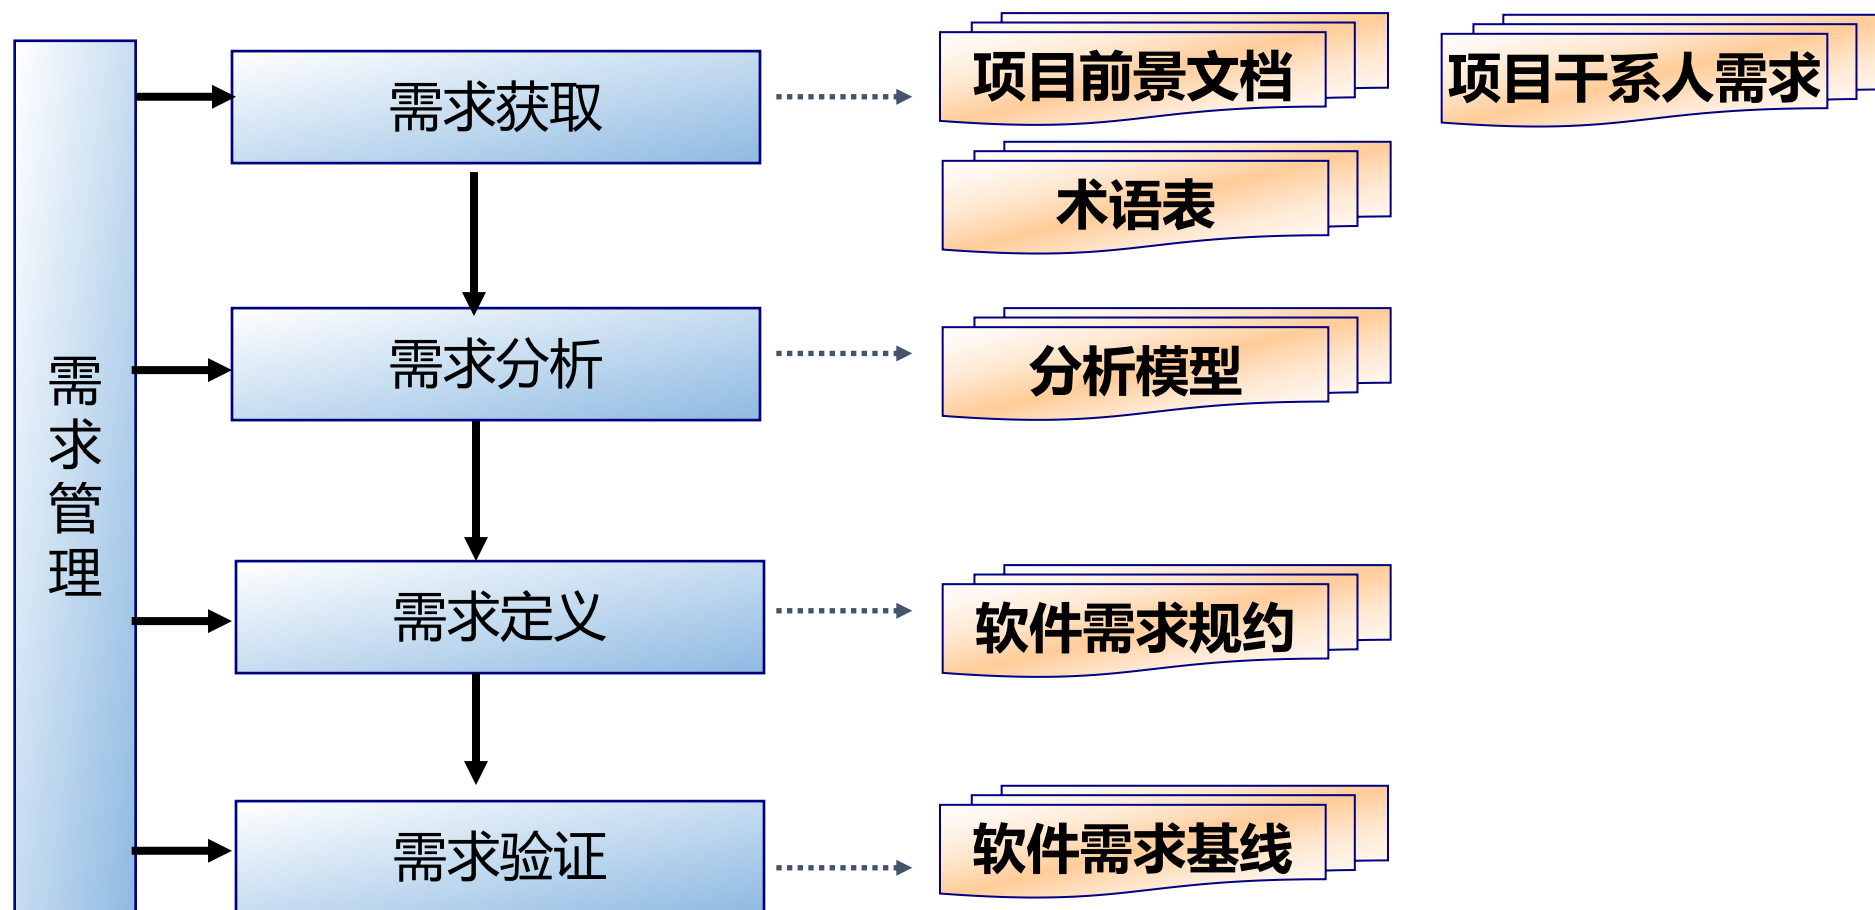 需求管理
需求获取
项目前景文档
项目干系人需求
术语表
需求分析
分析模型
需求定义
软件需求规约
需求验证
软件需求基线